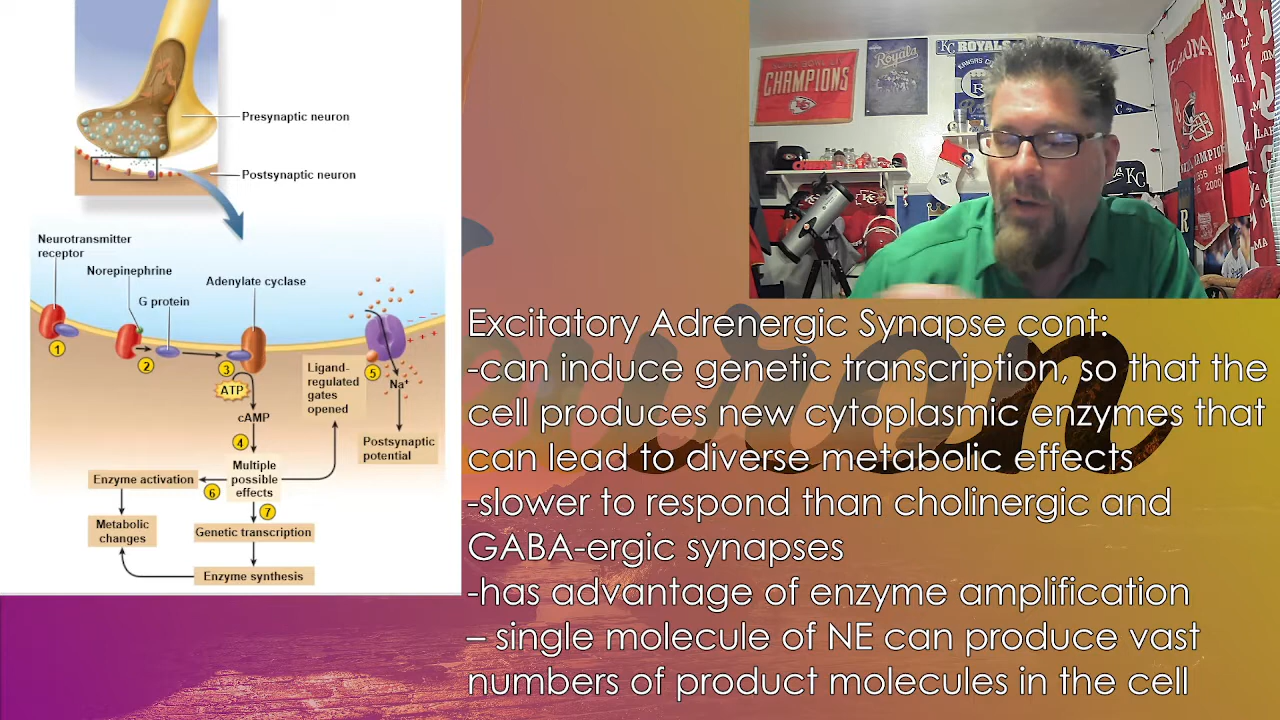 Presynaptic neuron
Postsynaptic neuron
Neurotransmitter
receptor
Norepinephrine
G protein
Adenylate cyclase
1
2
3
ATP
cAMP
4
Multiple
possible
effects
Ligand-
regulated
gates
opened
5
Na+
Postsynaptic
potential
Enzyme activation
6
7
Metabolic
changes
Genetic transcription
Enzyme synthesis
CHAMPIONS
Royals
KC ROYALS
KANSAS CITY
KC
Excitatory Adrenergic Synapse cont:
-can induce genetic transcription, so that the
cell produces new cytoplasmic enzymes that
can lead to diverse metabolic effects
-slower to respond than cholinergic and
GABA-ergic synapses
-has advantage of enzyme amplification
– single molecule of NE can produce vast
numbers of product molecules in the cell